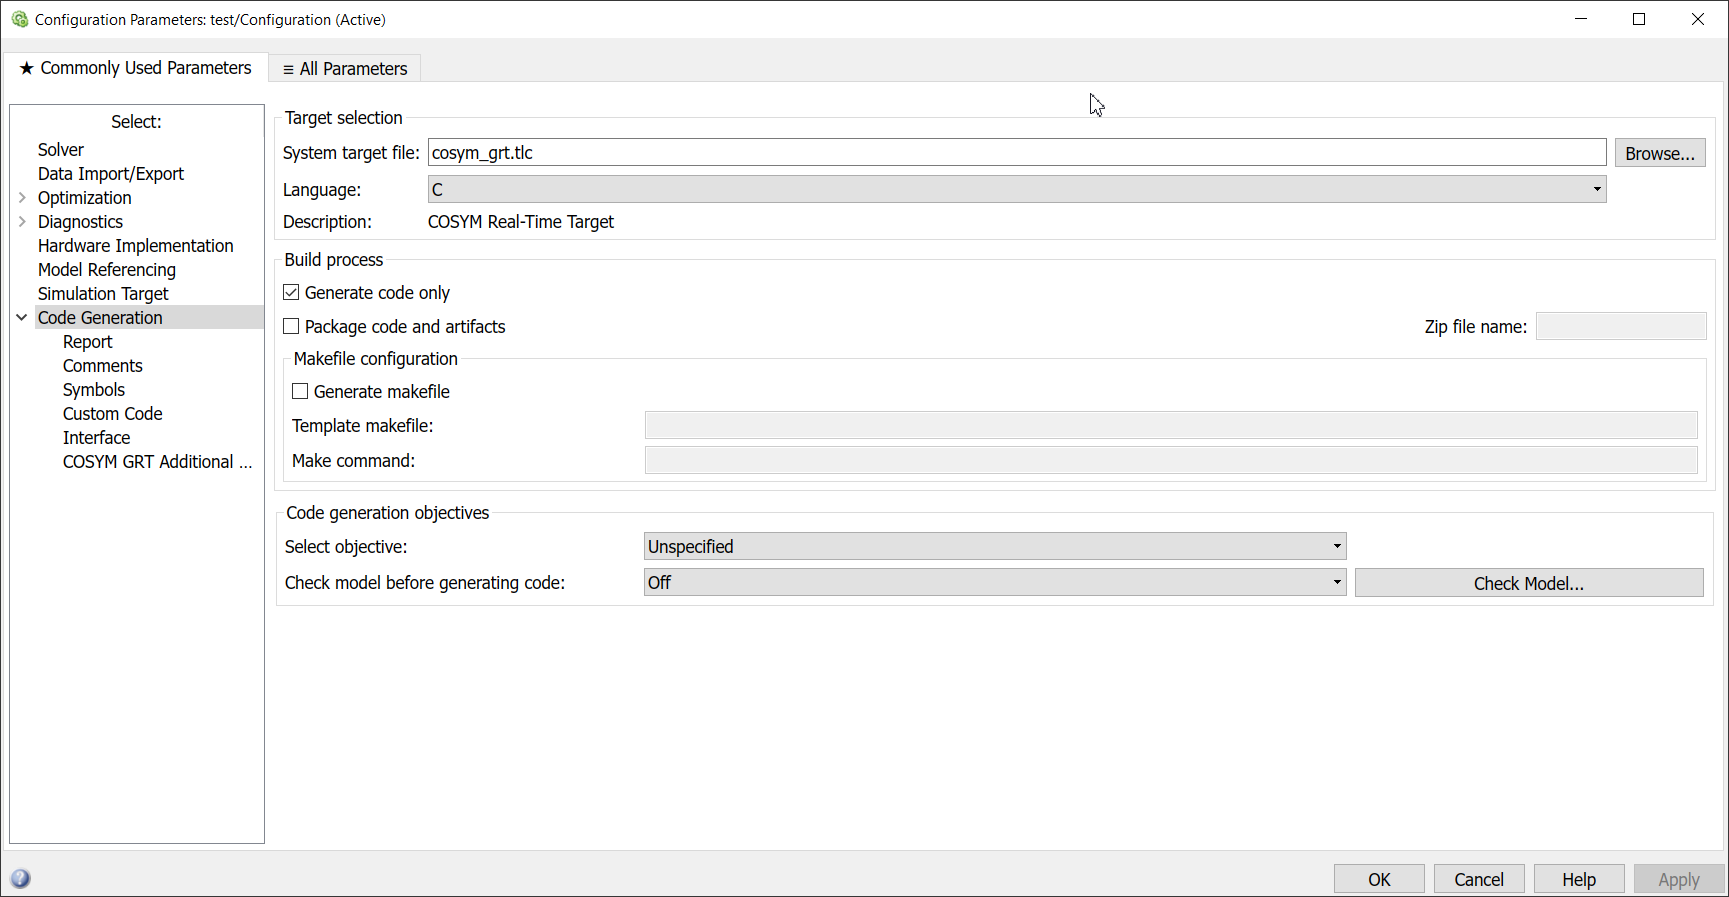 Configuration Parameters: test/Configuration (Active)
★ Commonly Used Parameters
≡ All Parameters
Select:
Solver
Data Import/Export
Optimization
Diagnostics
Hardware Implementation
Model Referencing
Simulation Target
Code Generation
Report
Comments
Symbols
Custom Code
Interface
COSYM GRT Additional ...
Target selection
System target file: cosym_grt.tlc Browse...
Language: C
Description: COSYM Real-Time Target
Build process
Generate code only
Package code and artifacts Zip file name:
Makefile configuration
Generate makefile
Template makefile:
Make command:
Code generation objectives
Select objective: Unspecified
Check model before generating code: Off Check Model...
? OK Cancel Help Apply